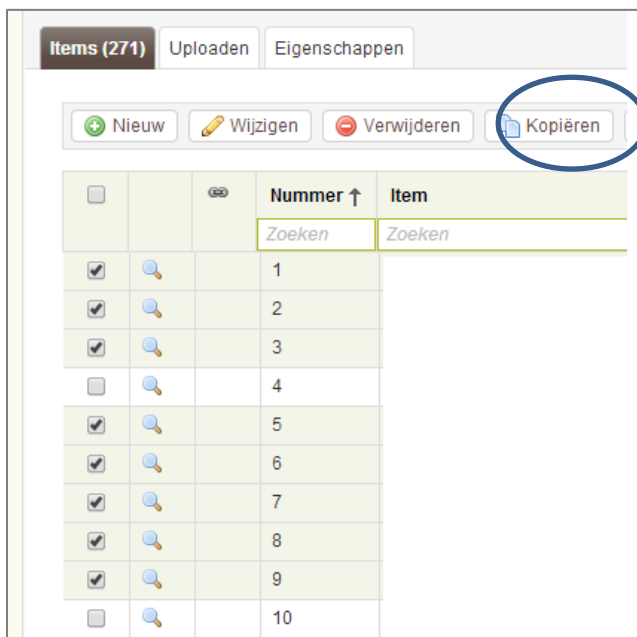 Items (271) Uploaden Eigenschappen
Nieuw Wijzigen Verwijderen Kopiëren
Nummer ↑ Item
Zoeken Zoeken
1
2
3
4
5
6
7
8
9
10